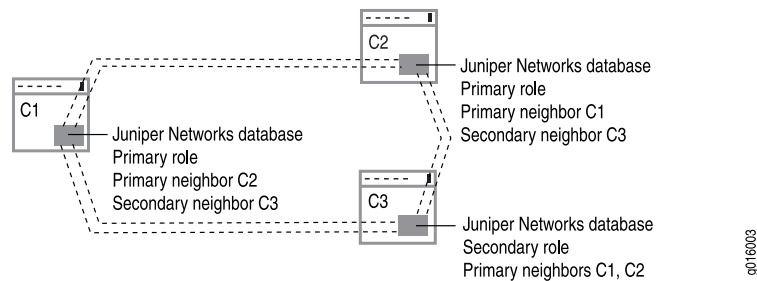 C2
Juniper Networks database
Primary role
Primary neighbor C1
Secondary neighbor C3
C1
Juniper Networks database
Primary role
Primary neighbor C2
Secondary neighbor C3
C3
Juniper Networks database
Secondary role
Primary neighbors C1, C2
g016003